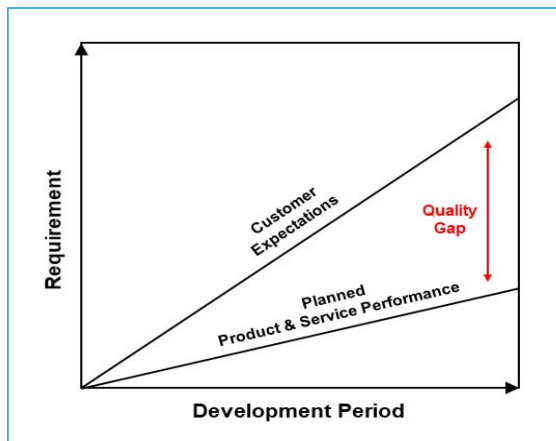 Requirement
Customer
Expectations
Quality
Gap
Planned
Product & Service Performance
Development Period